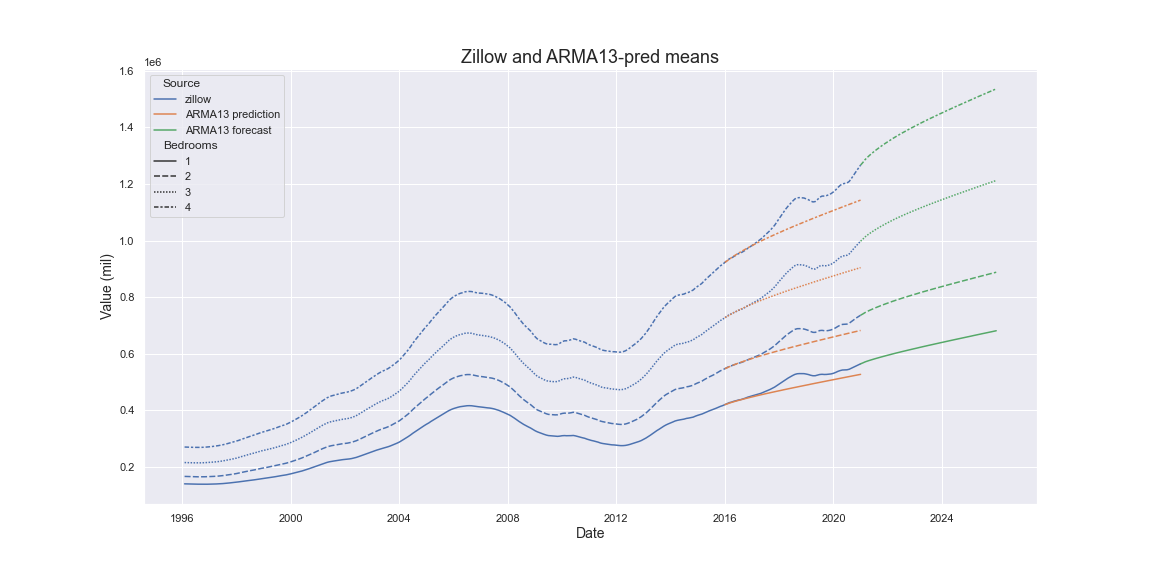 Zillow and ARMA13-pred means
1e6
1.6
1.4
1.2
1.0
0.8
0.6
0.4
0.2
Value (mil)
Source
zillow
ARMA13 prediction
ARMA13 forecast
Bedrooms
1
2
3
4
1996 2000 2004 2008 2012 2016 2020 2024
Date